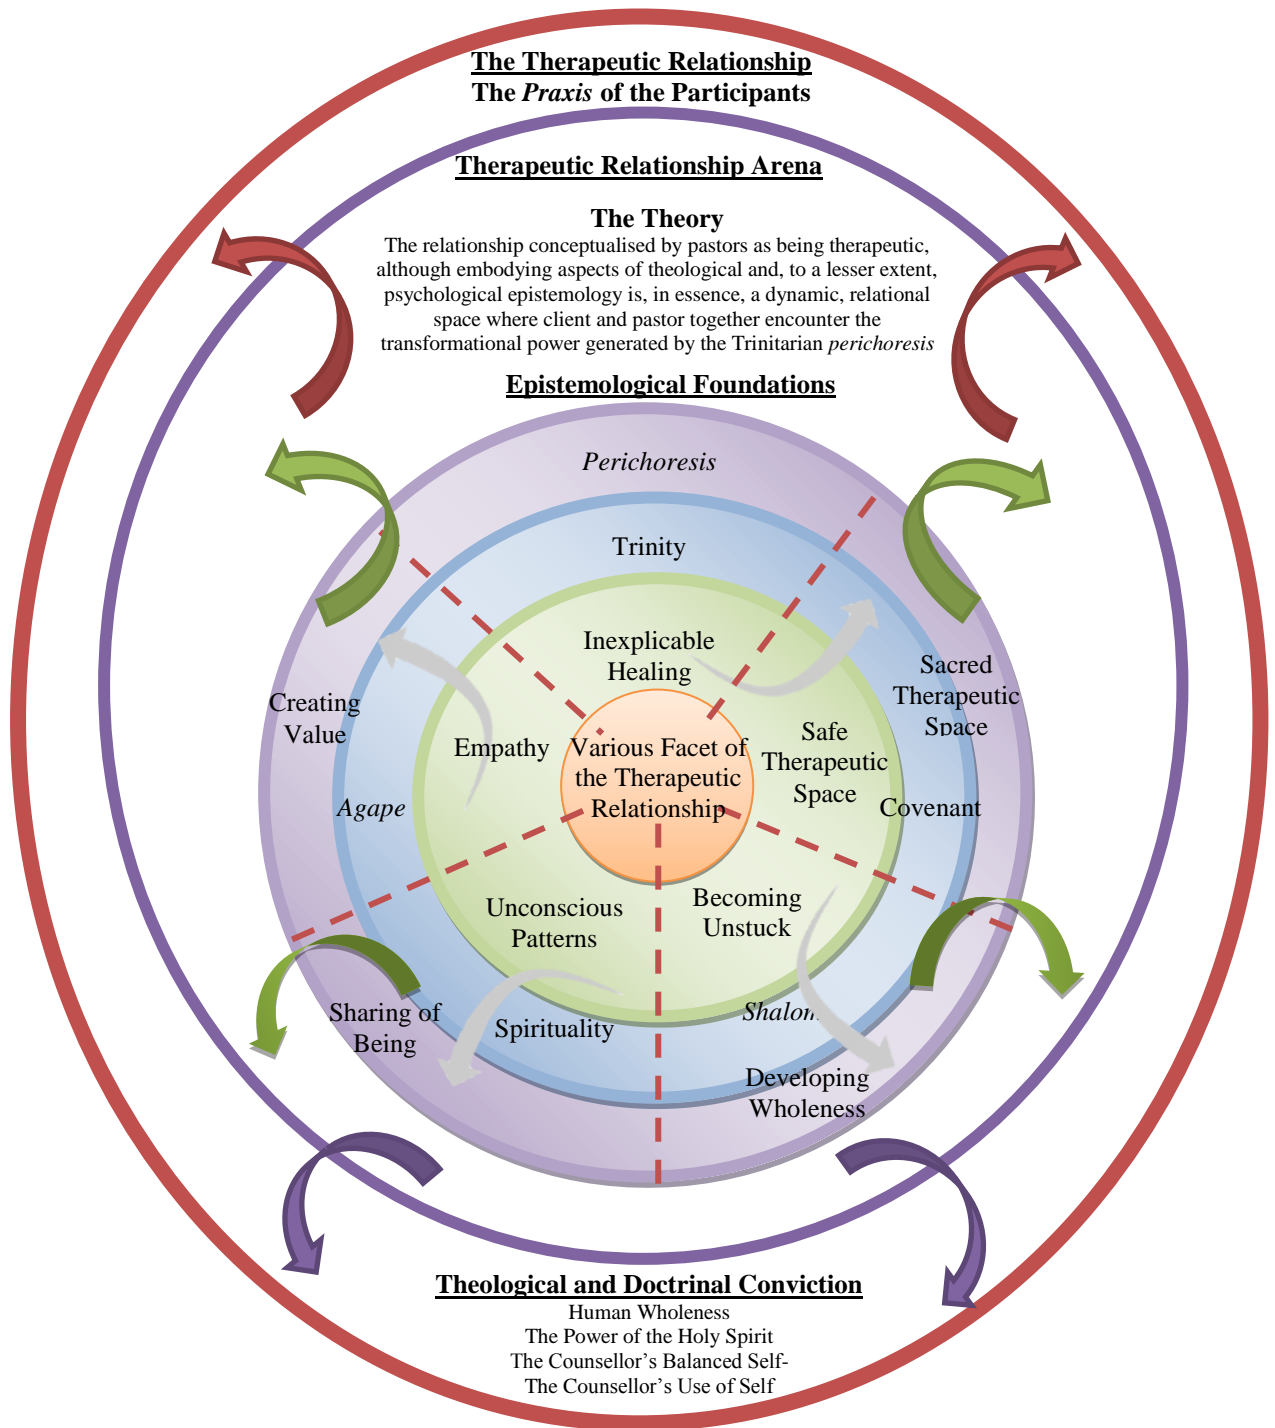 The Therapeutic Relationship
The Praxis of the Participants
Therapeutic Relationship Arena
The Theory
The relationship conceptualised by pastors as being therapeutic,
although embodying aspects of theological and, to a lesser extent,
psychological epistemology is, in essence, a dynamic, relational
space where client and pastor together encounter the
transformational power generated by the Trinitarian perichoresis
Epistemological Foundations
Perichoresis
Trinity
Inexplicable
Healing
Sacred
Therapeutic
Space
Creating
Value
Empathy
Various Facet of
the Therapeutic
Relationship
Safe
Therapeutic
Space
Agape
Covenant
Unconscious
Patterns
Becoming
Unstuck
Sharing of
Being
Spirituality
Shalom
Developing
Wholeness
Theological and Doctrinal Conviction
Human Wholeness
The Power of the Holy Spirit
The Counsellor's Balanced Self-
The Counsellor's Use of Self